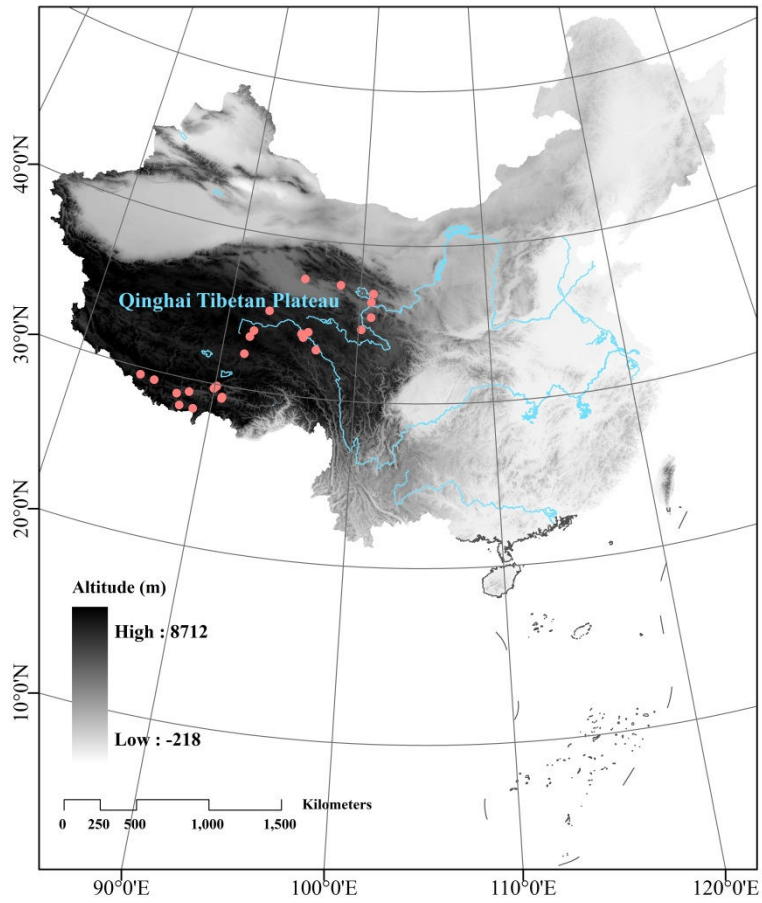 40°0'N
Qinghai Tibetan Plateau
30°0'N
20°0'N
Altitude (m)
High : 8712
10°0'N
Low : -218
Kilometers
0 250 500 1,000 1,500
90°0'E 100°0'E 110°0'E 120°0'E